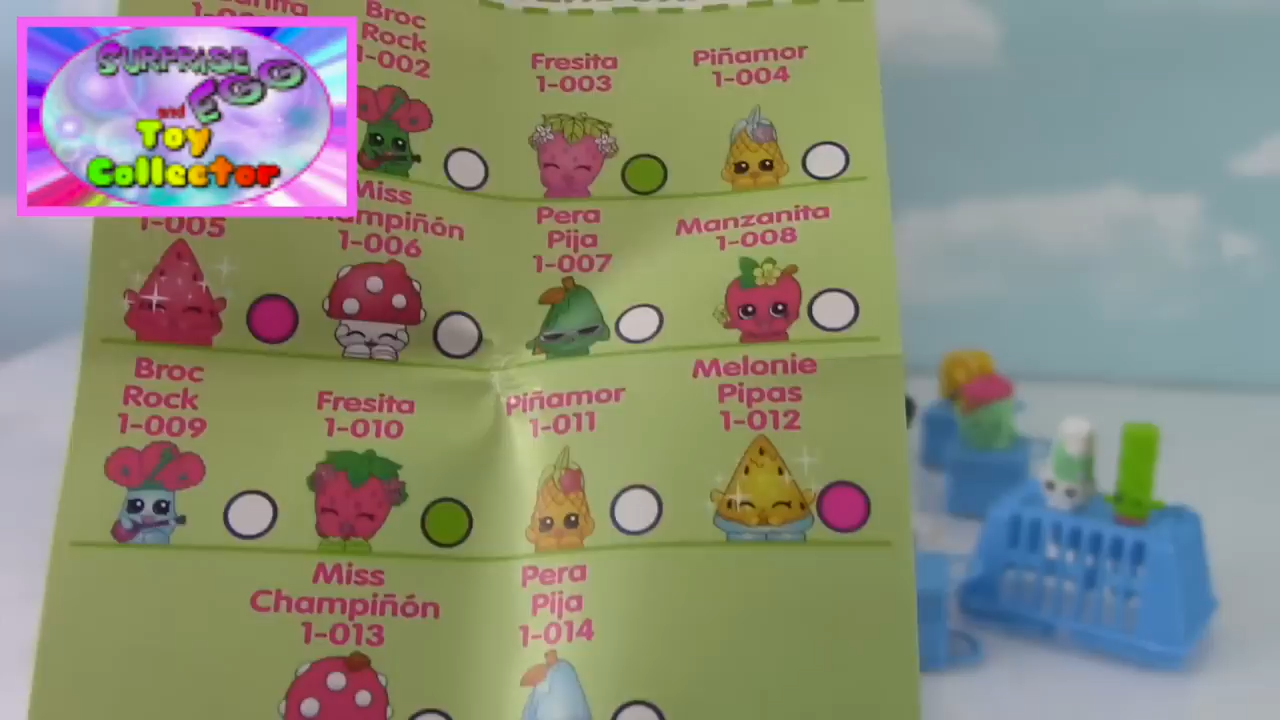 Broc
Rock
1-002
Fresita
1-003
Piñamor
1-004
SURPRISE
EGG
and
Toy
Collector
1-005
Miss
1-006
Pera
Pija
1-007
Manzanita
1-008
Broc
Rock
1-009
Fresita
1-010
Piñamor
1-011
Melonie
Pipas
1-012
Miss
Champiñón
1-013
Pera
Pija
1-014